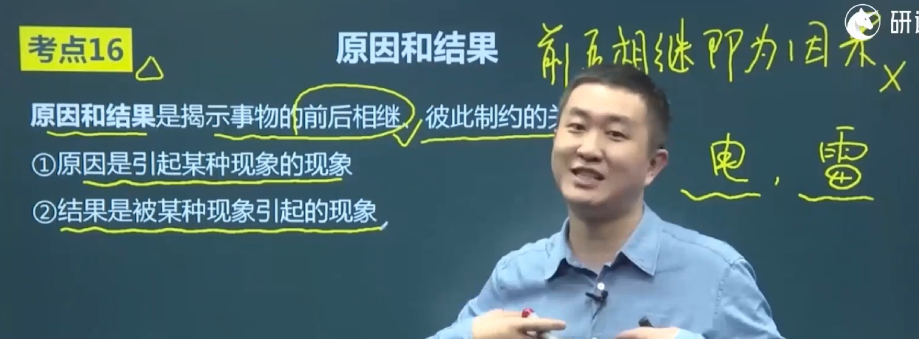 考点16
原因和结果
前后相继即为因果 ×
研
原因和结果是揭示事物的前后相继、彼此制约的关
①原因是引起某种现象的现象
②结果是被某种现象引起的现象
电,雷